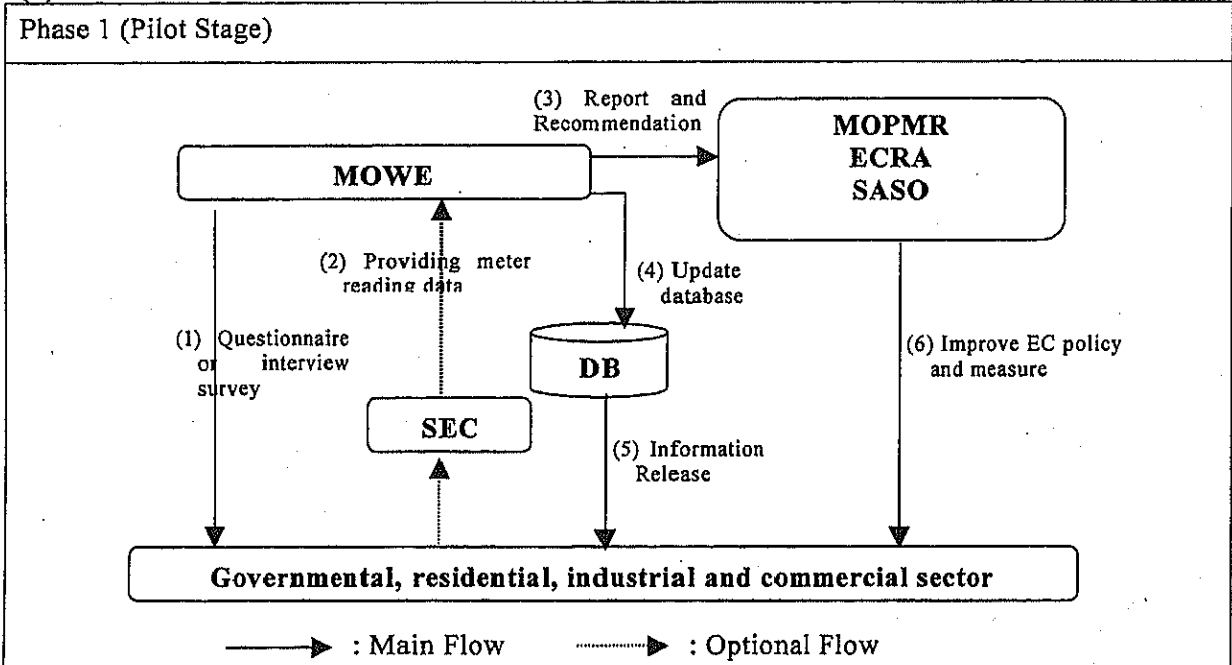 Phase 1 (Pilot Stage)
(3) Report and
Recommendation
MOPMR
ECRA
SASO
MOWE
(2) Providing meter
reading data
(4) Update
database
(1) Questionnaire
or interview
survey
DB
(6) Improve EC policy
and measure
SEC
(5) Information
Release
Governmental, residential, industrial and commercial sector
: Main Flow : Optional Flow